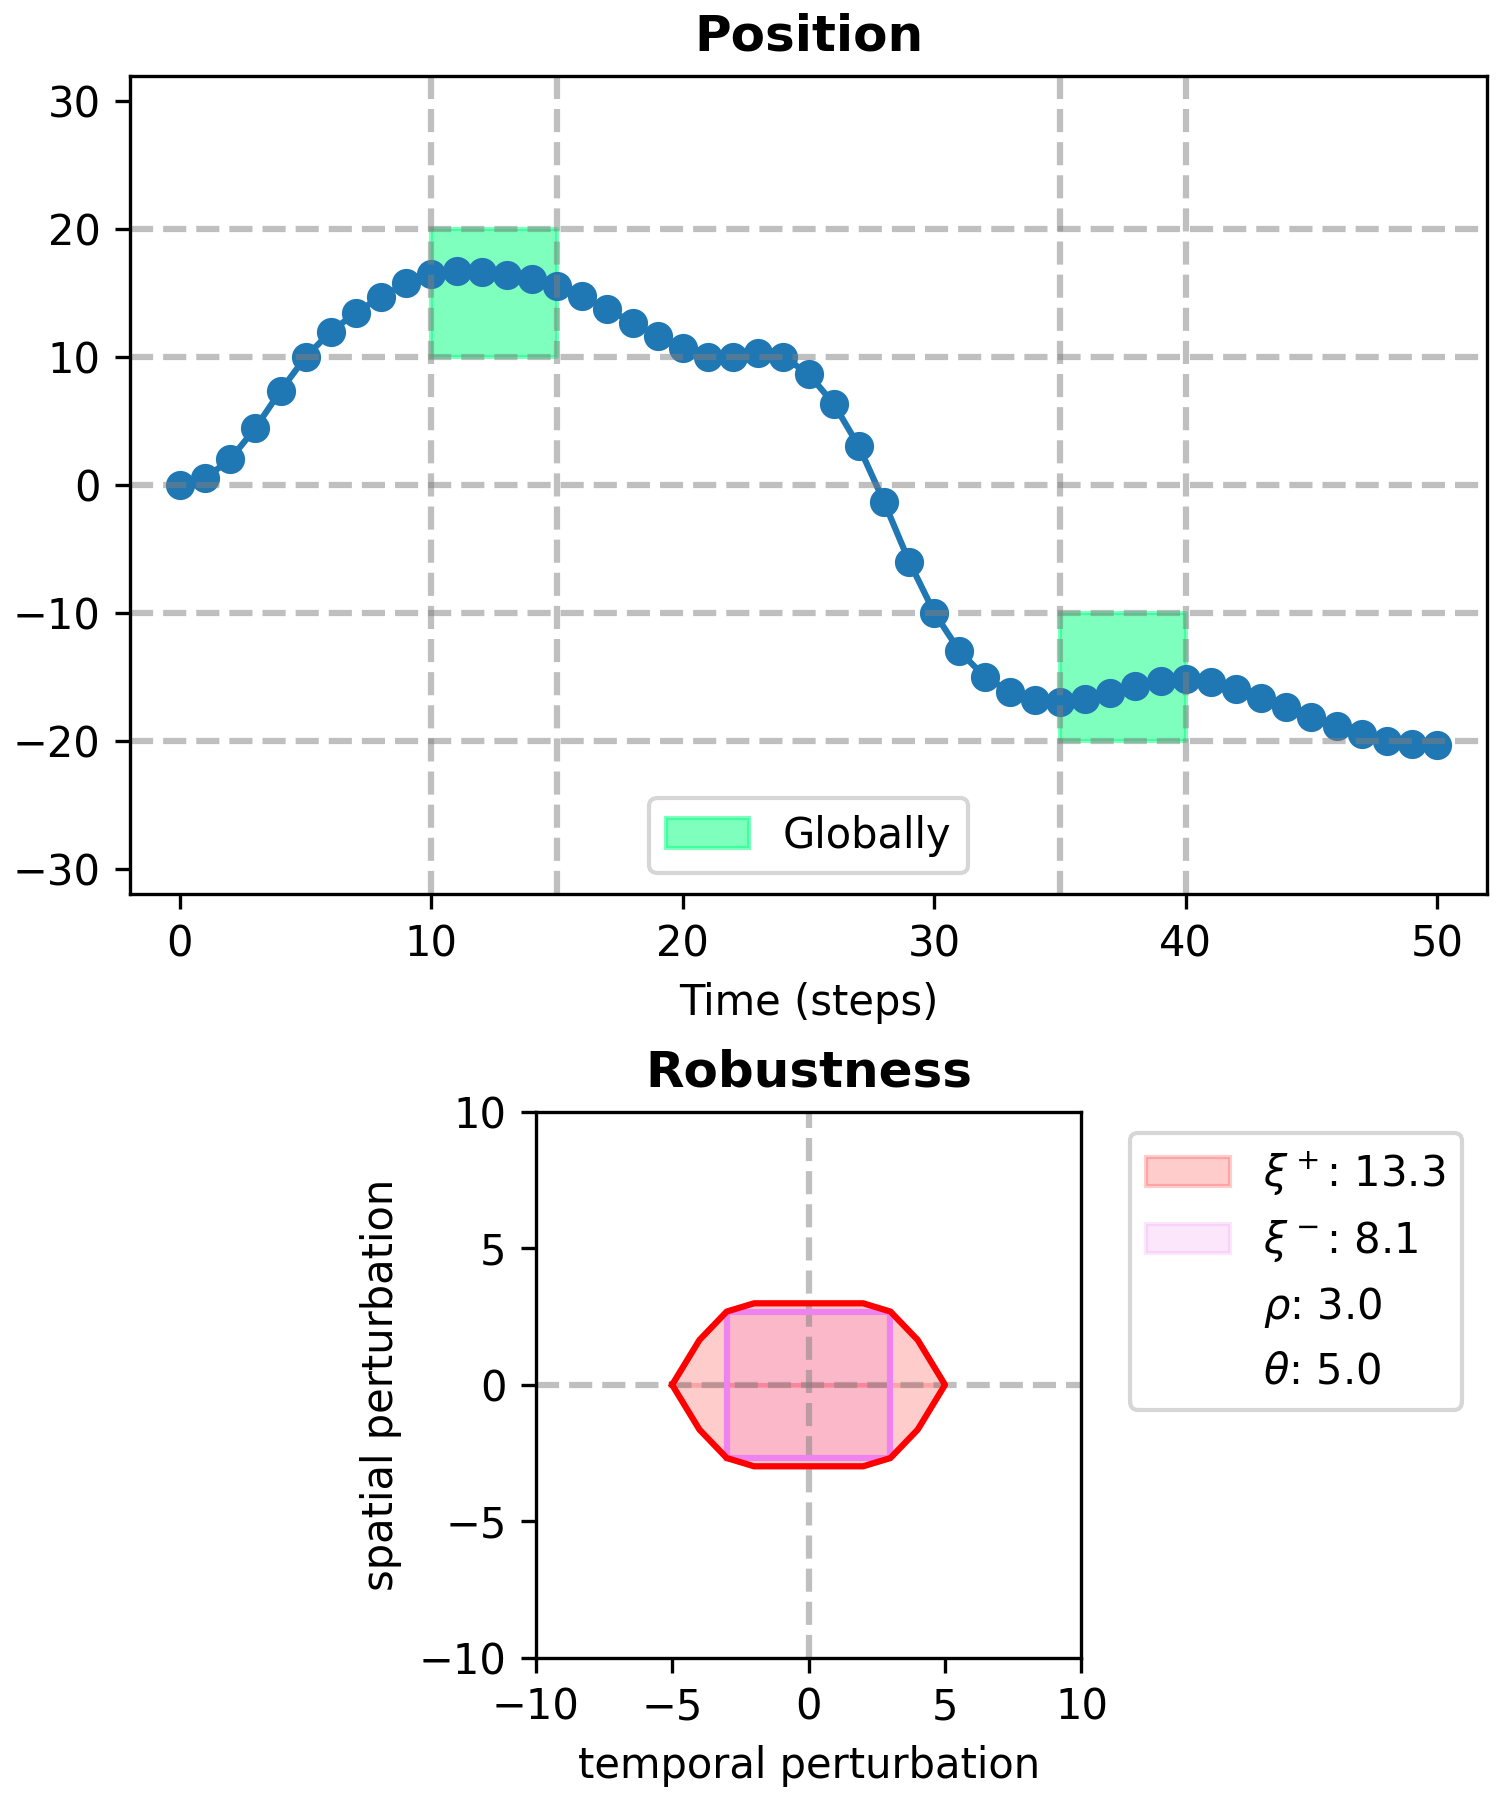 Position
30
20
10
0
−10
−20
−30
Globally
0 10 20 30 40 50
Time (steps)
Robustness
10
5
0
−5
−10
spatial perturbation
−10 −5 0 5 10
temporal perturbation
ξ⁺: 13.3
ξ⁻: 8.1
ρ: 3.0
θ: 5.0